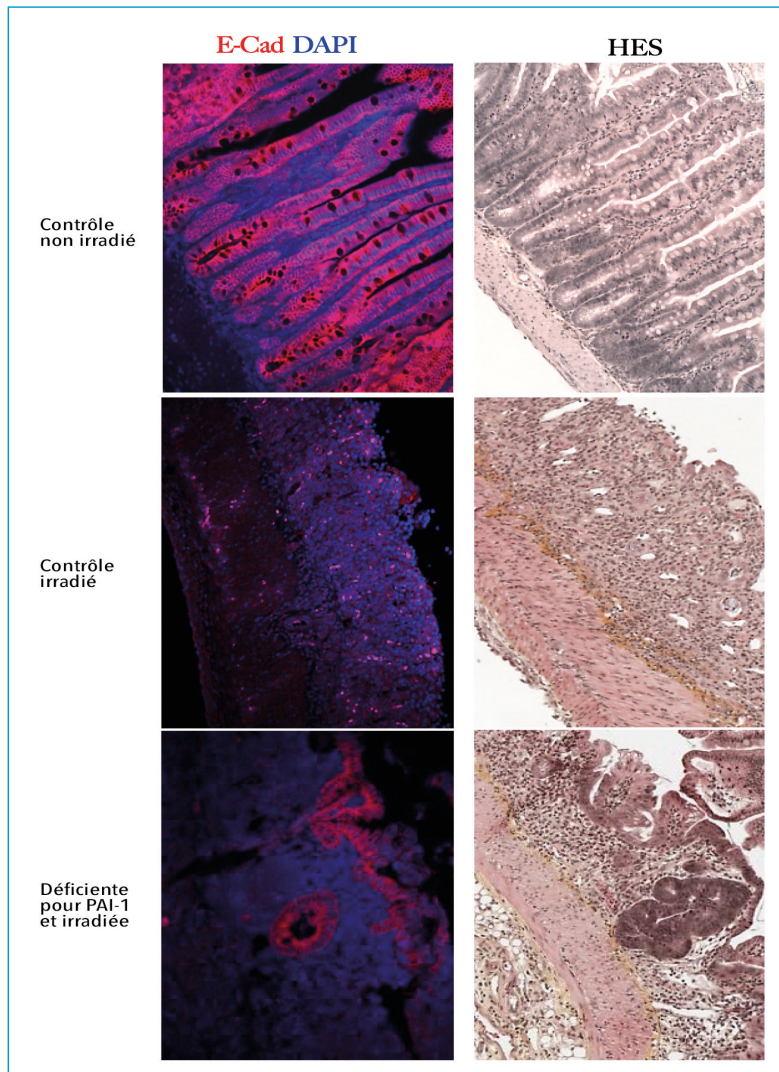 E-Cad DAPI
HES
Contrôle
non irradié
Contrôle
irradié
Déficiente
pour PAI-1
et irradiée